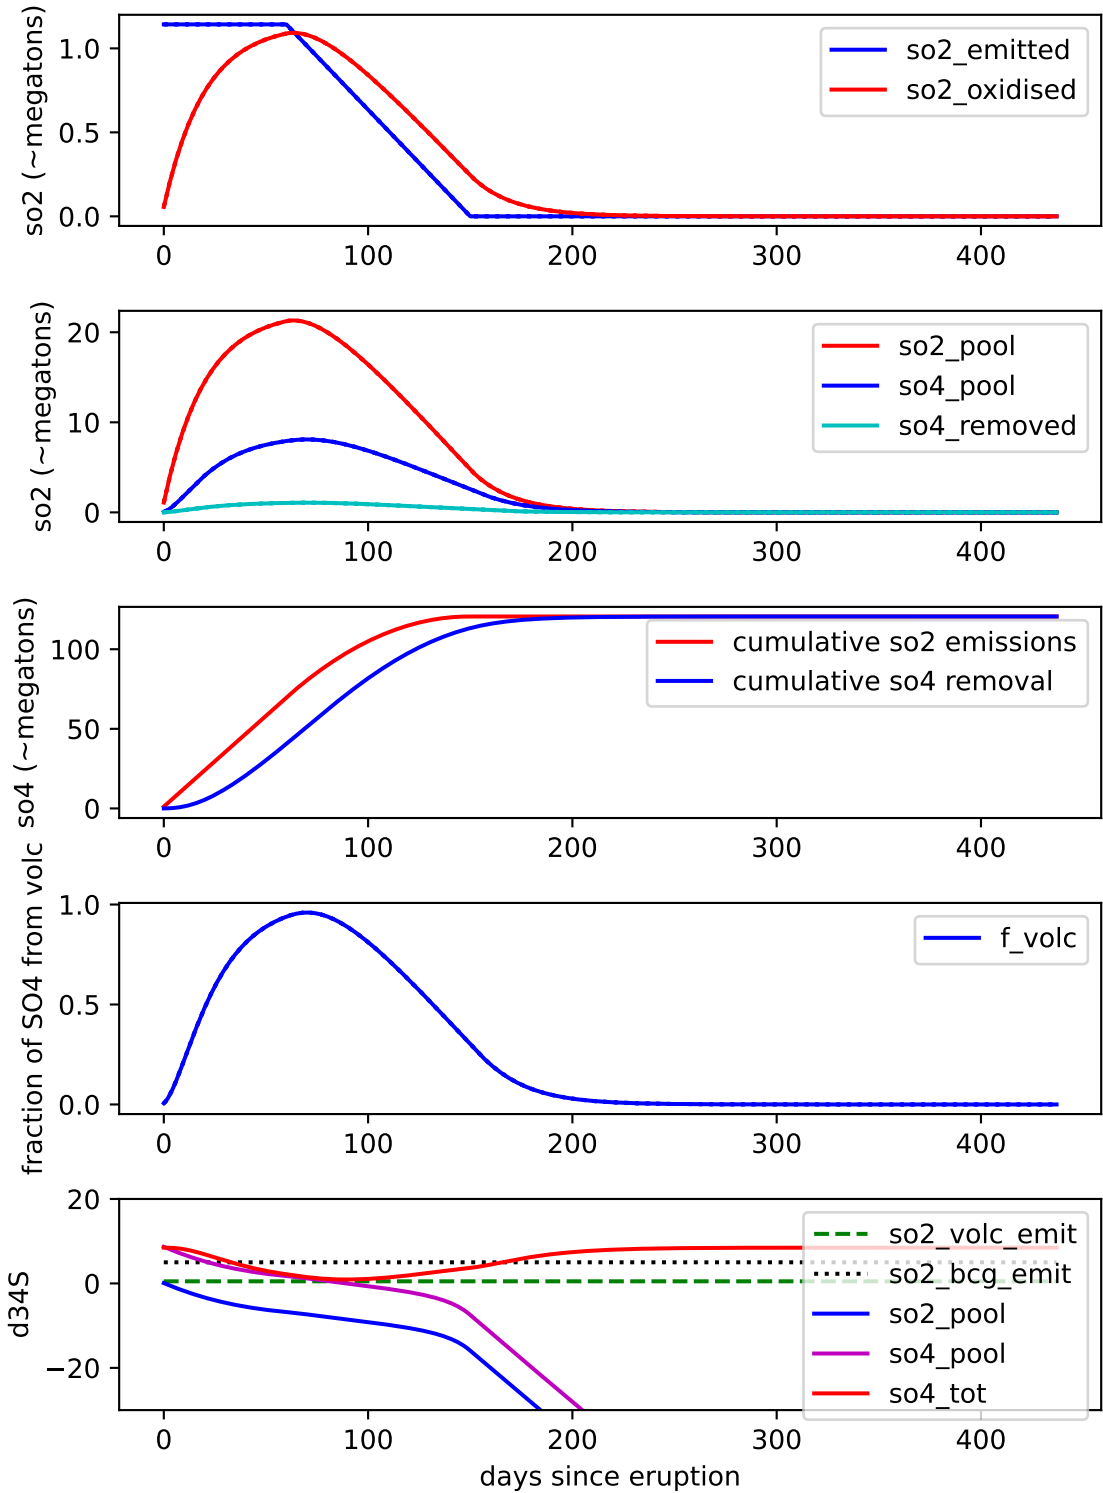 so2 (~megatons)
1.0
0.5
0.0
so2_emitted
so2_oxidised
0 100 200 300 400
so2 (~megatons)
20
10
0
so2_pool
so4_pool
so4_removed
0 100 200 300 400
so4 (~megatons)
100
50
0
cumulative so2 emissions
cumulative so4 removal
0 100 200 300 400
fraction of SO4 from volc
1.0
0.5
0.0
f_volc
0 100 200 300 400
d34S
20
0
−20
so2_volc_emit
so2_bcg_emit
so2_pool
so4_pool
so4_tot
0 100 200 300 400
days since eruption